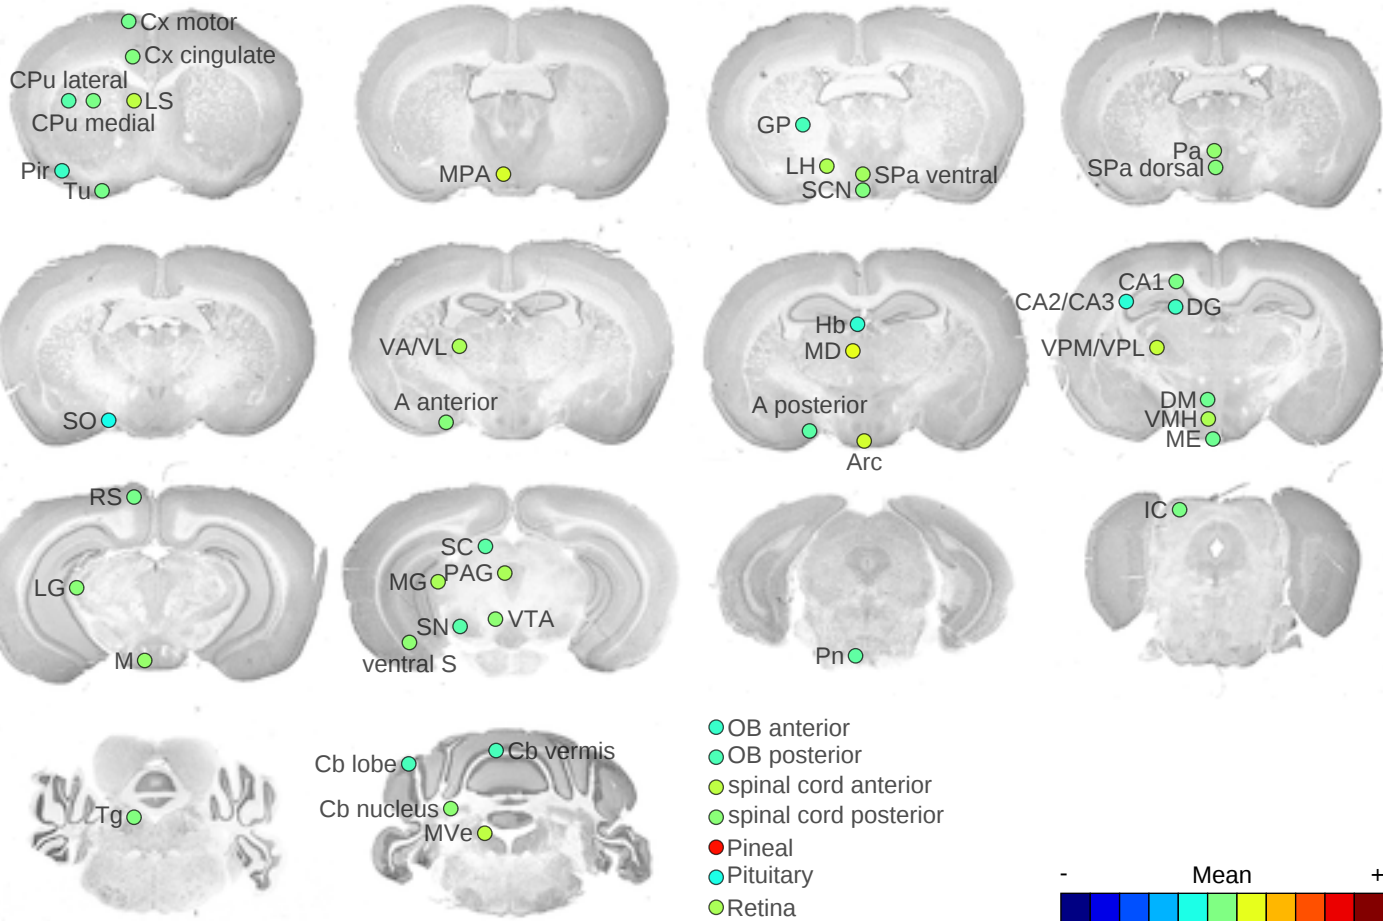 Cx motor
Cx cingulate
CPu lateral
LS
CPu medial
Pir
Tu
MPA
GP
LH
SPa ventral
SCN
Pa
SPa dorsal
SO
VA/VL
A anterior
Hb
MD
A posterior
Arc
CA1
CA2/CA3
DG
VPM/VPL
DM
VMH
ME
RS
LG
M
SC
MG
PAG
SN
VTA
ventral S
Pn
IC
Tg
Cb lobe
Cb vermis
Cb nucleus
MVe
OB anterior
OB posterior
spinal cord anterior
spinal cord posterior
Pineal
Pituitary
Retina
- Mean +